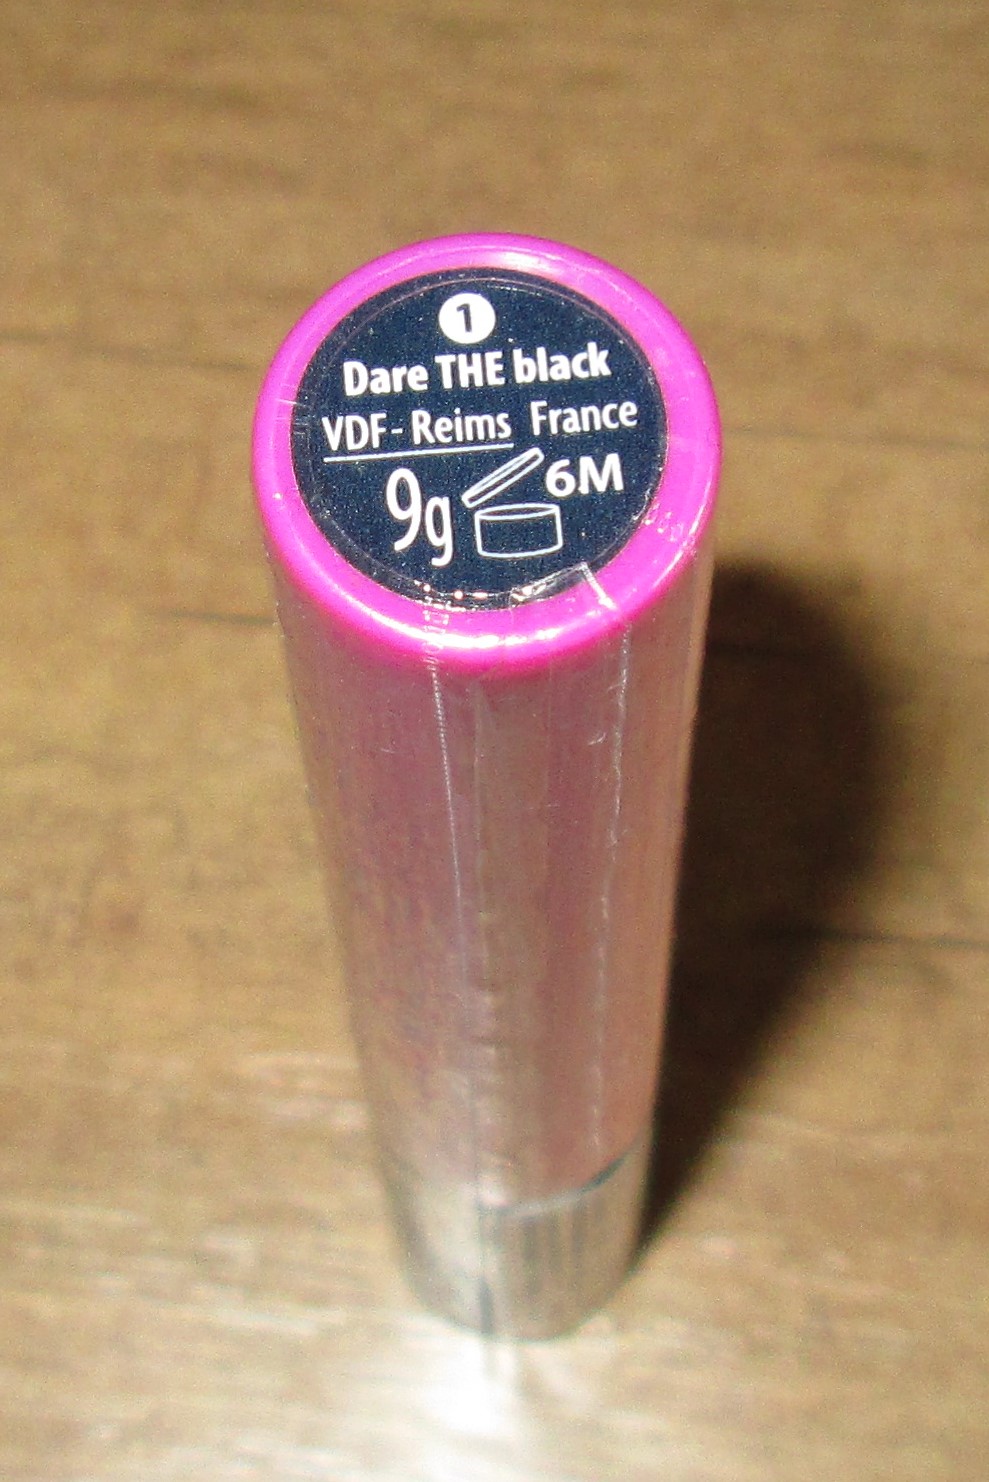 1
Dare THE black
VDF - Reims France
9g 6M